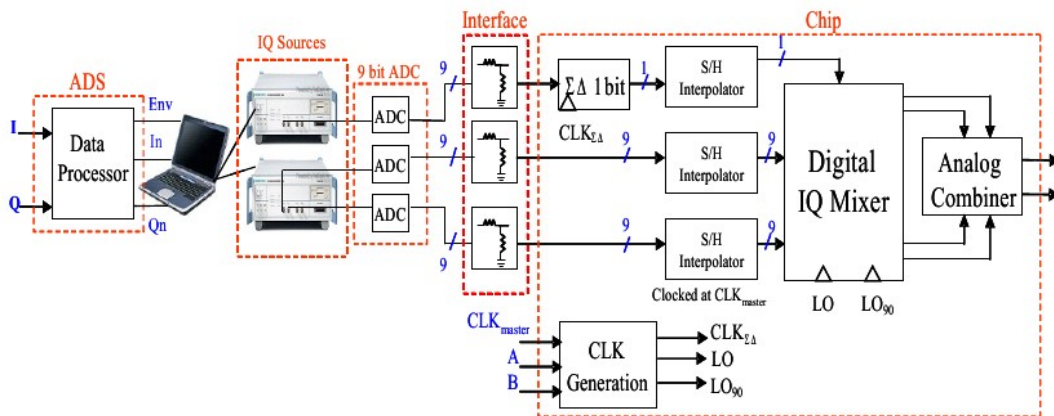 Interface
Chip
IQ Sources
9 bit ADC
ADS
I
Q
Data
Processor
Env
In
Qn
ADC
ADC
ADC
9
9
9
ΣΔ 1 bit
CLKΣΔ
1
9
9
S/H
Interpolator
S/H
Interpolator
S/H
Interpolator
Clocked at CLKmaster
1
9
9
Digital
IQ Mixer
LO
LO90
Analog
Combiner
CLKmaster
A
B
CLK
Generation
CLKΣΔ
LO
LO90